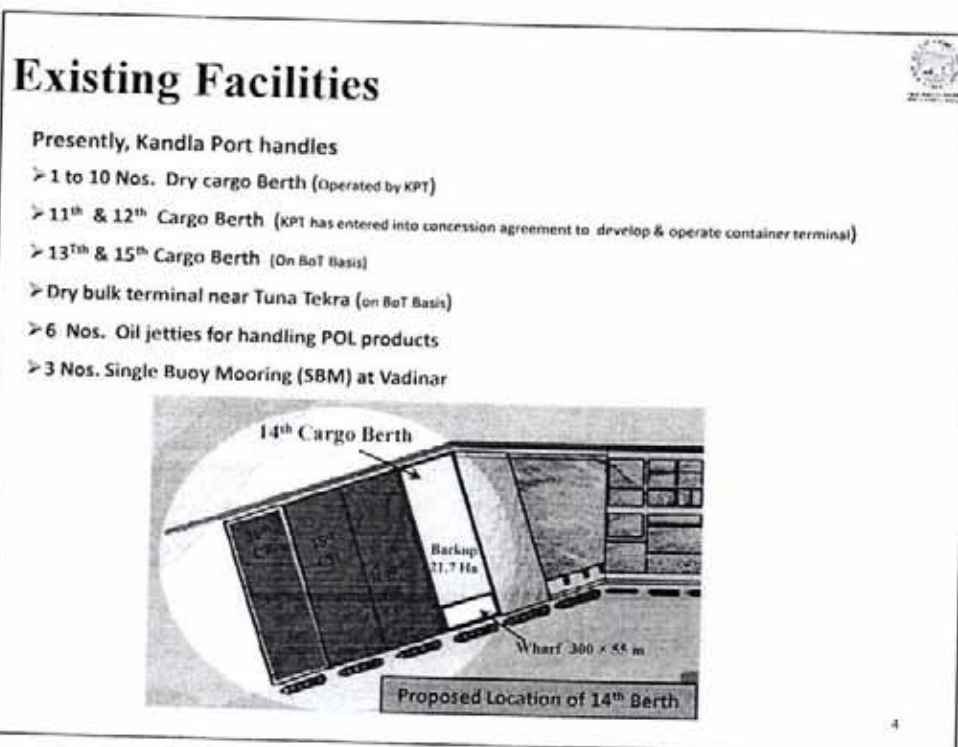 Existing Facilities
Presently, Kandla Port handles
➢1 to 10 Nos. Dry cargo Berth (Operated by KPT)
➢11th & 12th Cargo Berth (KPT has entered into concession agreement to develop & operate container terminal)
➢13Tth & 15th Cargo Berth (On BoT Basis)
➢Dry bulk terminal near Tuna Tekra (on BoT Basis)
➢6 Nos. Oil jetties for handling POL products
➢3 Nos. Single Buoy Mooring (SBM) at Vadinar
14th Cargo Berth
15th
Backup
21.7 Ha
Wharf 300 × 55 m
Proposed Location of 14th Berth
4